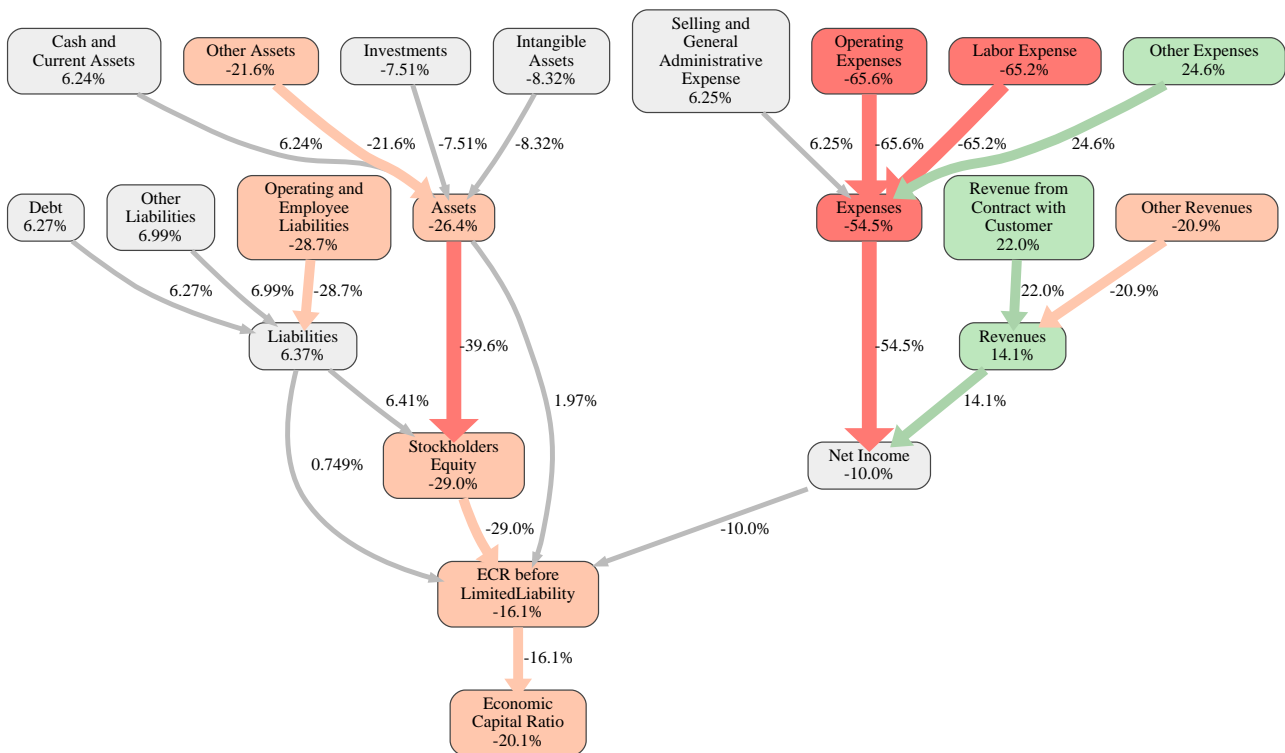 Cash and
Current Assets
6.24%
Other Assets
-21.6%
Investments
-7.51%
Intangible
Assets
-8.32%
Selling and
General
Administrative
Expense
6.25%
Operating
Expenses
-65.6%
Labor Expense
-65.2%
Other Expenses
24.6%
6.24%
-21.6%
-7.51%
-8.32%
6.25%
-65.6%
-65.2%
24.6%
Debt
6.27%
Other
Liabilities
6.99%
Operating and
Employee
Liabilities
-28.7%
Assets
-26.4%
Expenses
-54.5%
Revenue from
Contract with
Customer
22.0%
Other Revenues
-20.9%
6.27%
6.99%
-28.7%
22.0%
-20.9%
Liabilities
6.37%
-39.6%
-54.5%
Revenues
14.1%
6.41%
1.97%
14.1%
0.749%
Stockholders
Equity
-29.0%
Net Income
-10.0%
-29.0%
-10.0%
ECR before
LimitedLiability
-16.1%
-16.1%
Economic
Capital Ratio
-20.1%